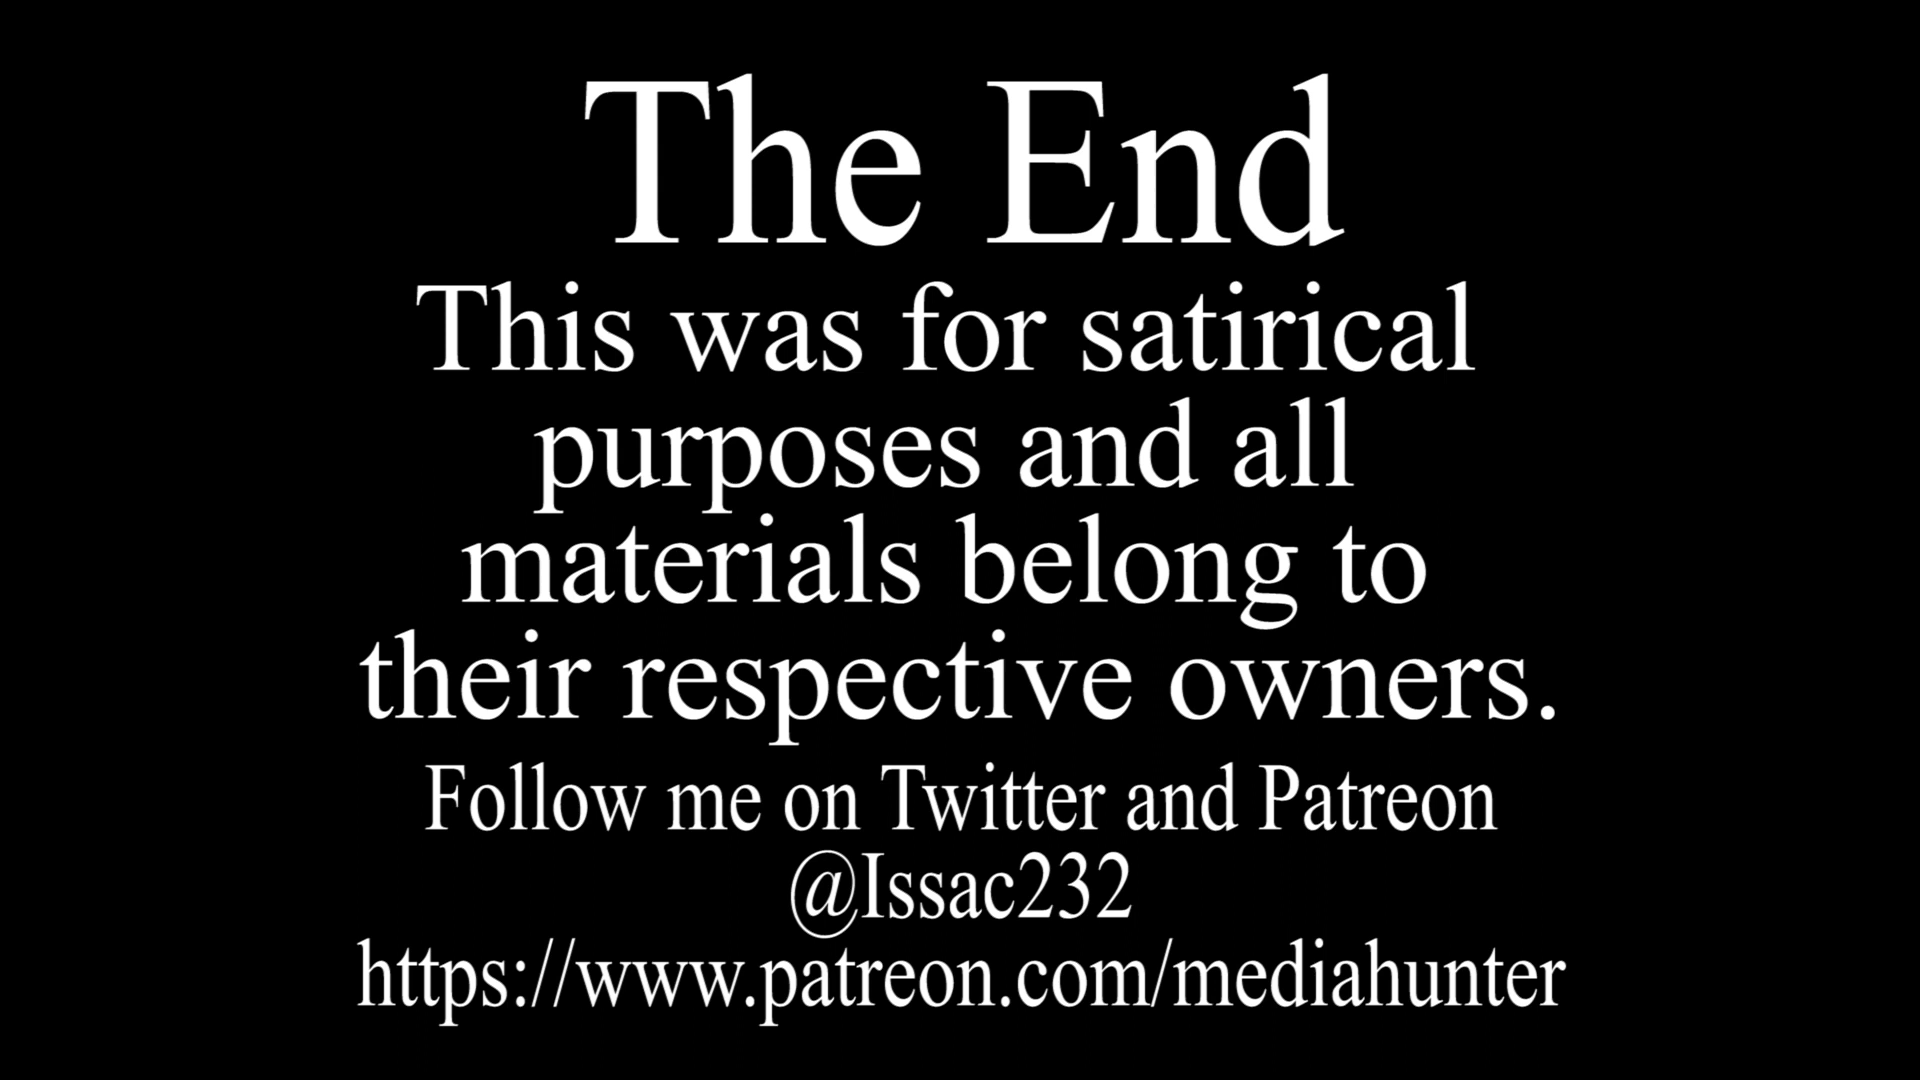 The End
This was for satirical
purposes and all
materials belong to
their respective owners.
Follow me on Twitter and Patreon
@Issac232
https://www.patreon.com/mediahunter